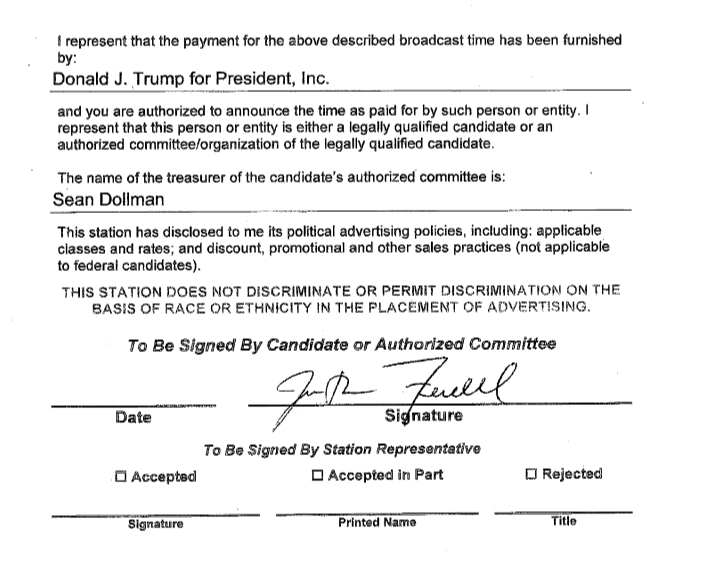 I represent that the payment for the above described broadcast time has been furnished
by:
Donald J. Trump for President, Inc.
and you are authorized to announce the time as paid for by such person or entity. I
represent that this person or entity is either a legally qualified candidate or an
authorized committee/organization of the legally qualified candidate.
The name of the treasurer of the candidate's authorized committee is:
Sean Dollman
This station has disclosed to me its political advertising policies, including: applicable
classes and rates; and discount, promotional and other sales practices (not applicable
to federal candidates).
THIS STATION DOES NOT DISCRIMINATE OR PERMIT DISCRIMINATION ON THE
BASIS OF RACE OR ETHNICITY IN THE PLACEMENT OF ADVERTISING.
To Be Signed By Candidate or Authorized Committee
Date Signature
To Be Signed By Station Representative
☐ Accepted ☐ Accepted in Part ☐ Rejected
Signature Printed Name Title